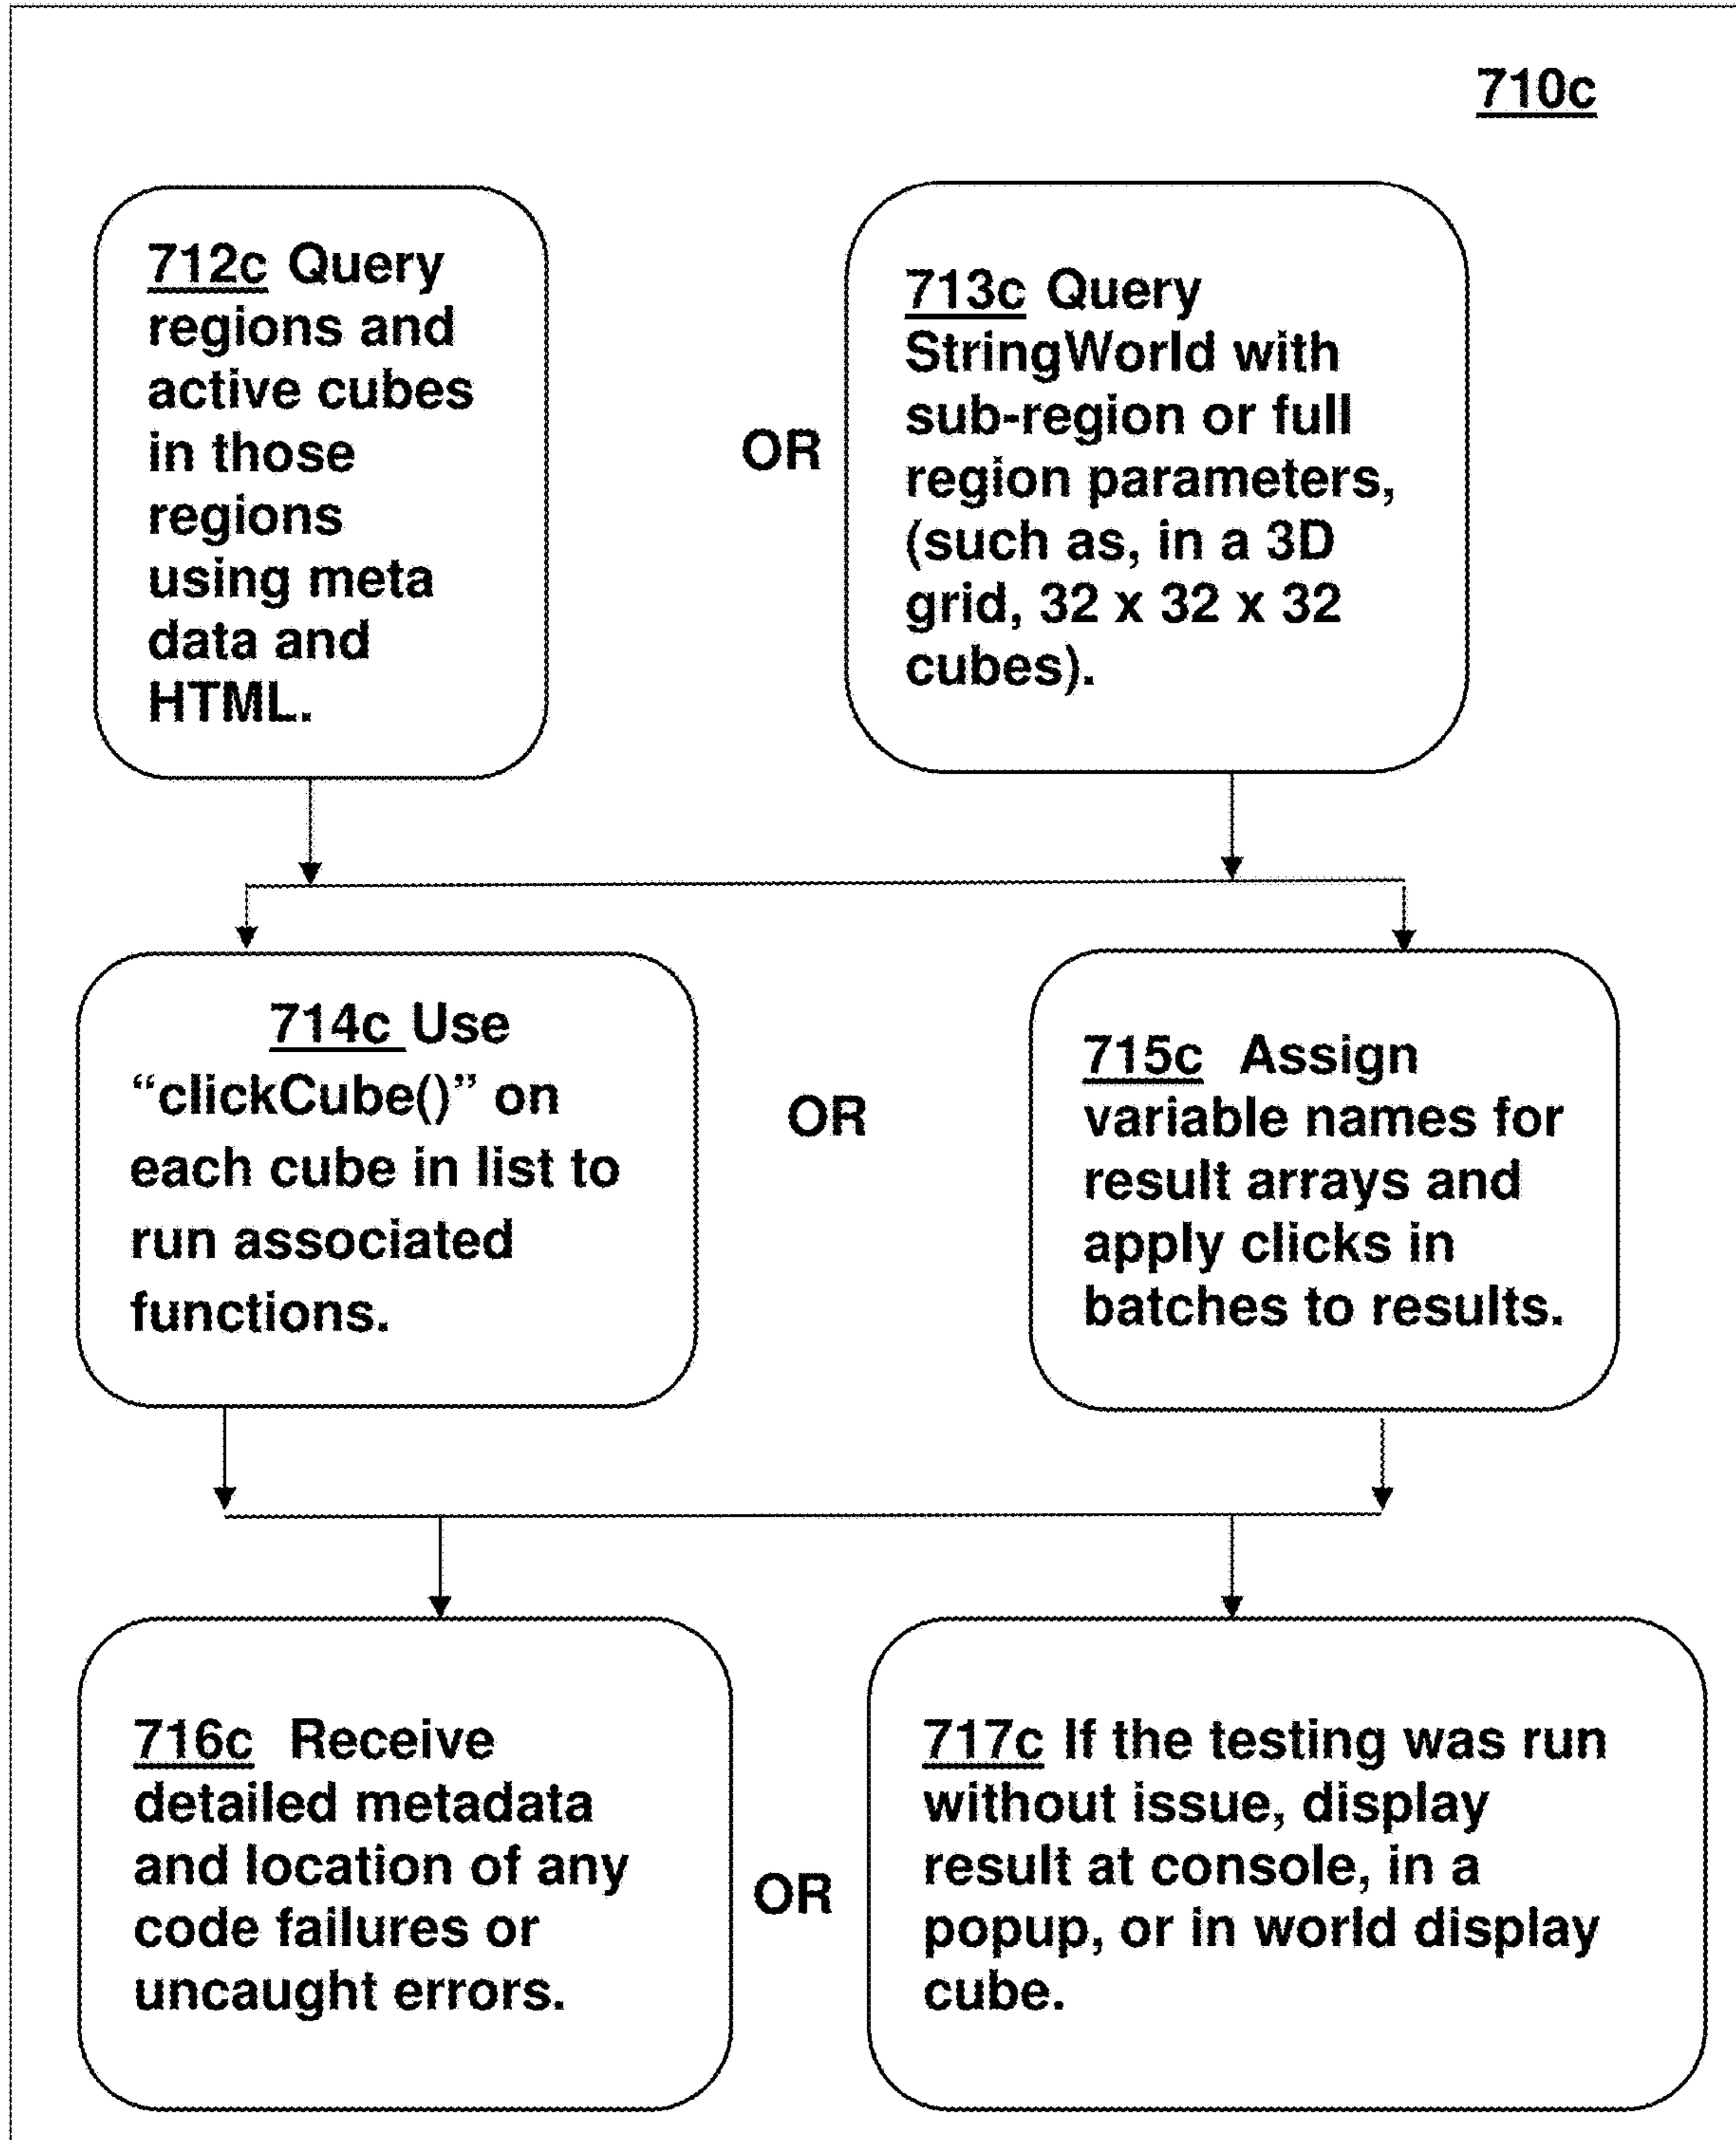 710c
712c Query
regions and
active cubes
in those
regions
using meta
data and
HTML.
OR
713c Query
StringWorld with
sub-region or full
region parameters,
(such as, in a 3D
grid, 32 x 32 x 32
cubes).
714c Use
“clickCube()” on
each cube in list to
run associated
functions.
OR
715c Assign
variable names for
result arrays and
apply clicks in
batches to results.
716c Receive
detailed metadata
and location of any
code failures or
uncaught errors.
OR
717c If the testing was run
without issue, display
result at console, in a
popup, or in world display
cube.